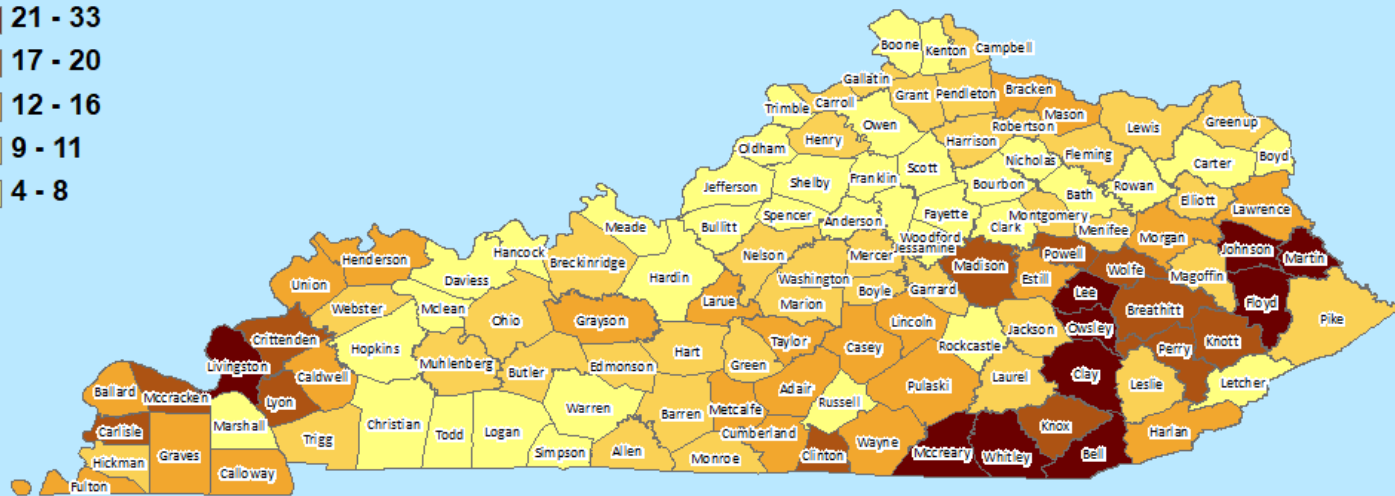 21 - 33
17 - 20
12 - 16
9 - 11
4 - 8
Boone
Kenton
Campbell
Gallatin
Grant
Pendleton
Bracken
Trimble
Carroll
Mason
Owen
Robertson
Lewis
Greenup
Henry
Harrison
Oldham
Nicholas
Fleming
Carter
Boyd
Scott
Jefferson
Shelby
Franklin
Bourbon
Bath
Rowan
Elliott
Lawrence
Spencer
Anderson
Fayette
Montgomery
Meade
Bullitt
Clark
Menifee
Morgan
Woodford
Jessamine
Johnson
Martin
Hancock
Breckinridge
Nelson
Mercer
Madison
Powell
Wolfe
Magoffin
Henderson
Daviess
Hardin
Washington
Estill
Union
Boyle
Garrard
Lee
Floyd
Webster
Mclean
Larue
Marion
Breathitt
Pike
Ohio
Grayson
Lincoln
Jackson
Owsley
Crittenden
Taylor
Casey
Rockcastle
Perry
Knott
Hopkins
Hart
Livingston
Muhlenberg
Edmonson
Green
Caldwell
Butler
Laurel
Clay
Leslie
Letcher
Ballard
Mccracken
Lyon
Adair
Pulaski
Warren
Russell
Barren
Metcalfe
Carlisle
Marshall
Christian
Todd
Logan
Cumberland
Knox
Harlan
Trigg
Wayne
Graves
Hickman
Simpson
Allen
Monroe
Clinton
Mccreary
Whitley
Bell
Calloway
Fulton